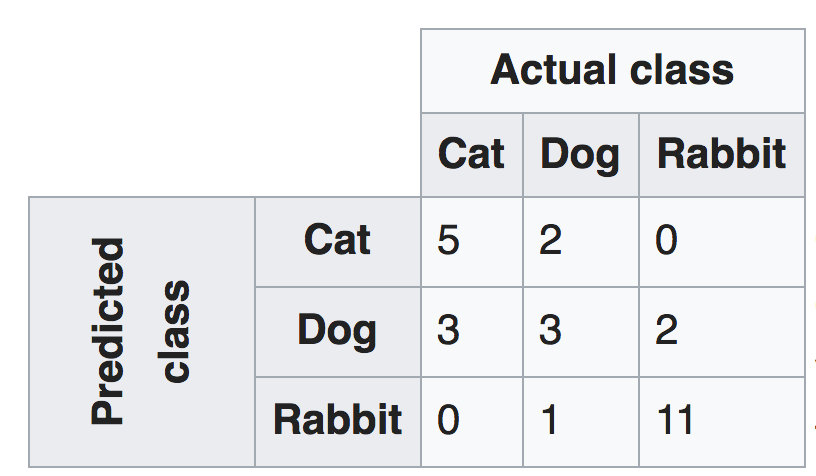 Actual class
Cat Dog Rabbit
Predicted
class
Cat 5 2 0
Dog 3 3 2
Rabbit 0 1 11